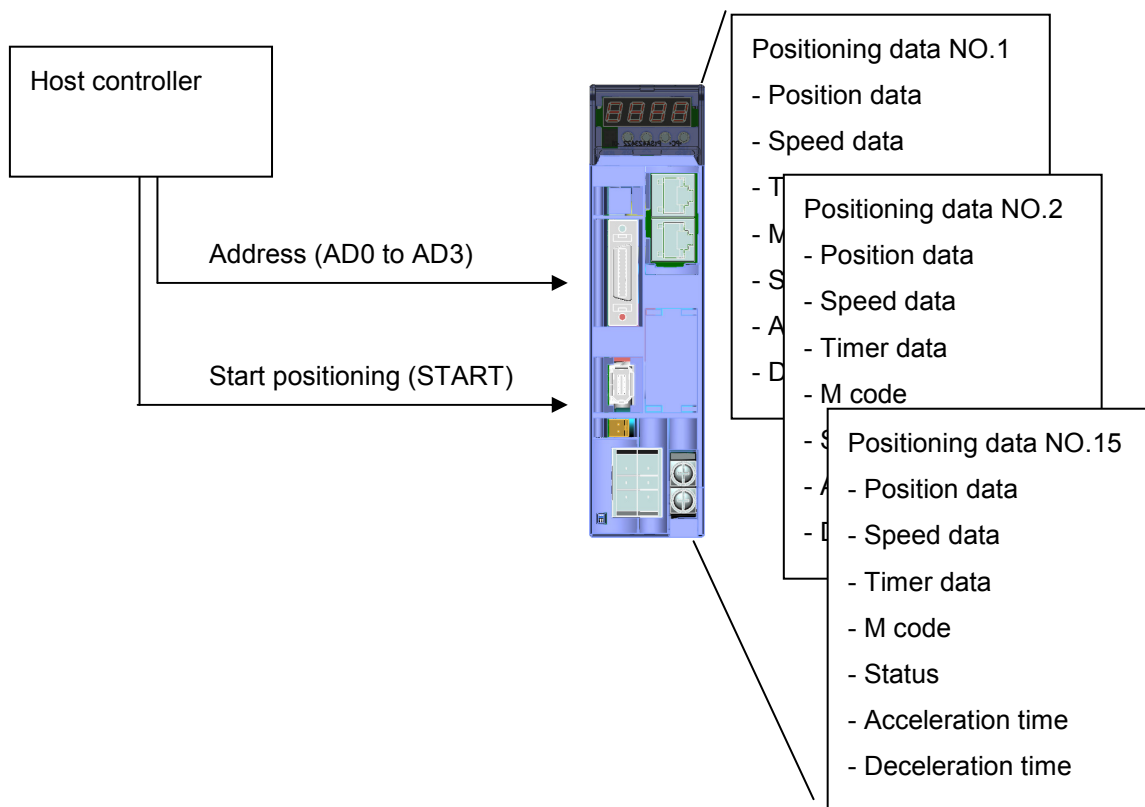 Host controller
Address (AD0 to AD3)
Start positioning (START)
8888
Positioning data NO.1
- Position data
- Speed data
- T
- M
- S
- A
- D
Positioning data NO.2
- Position data
- Speed data
- Timer data
- M code
- S
- A
- D
Positioning data NO.15
- Position data
- Speed data
- Timer data
- M code
- Status
- Acceleration time
- Deceleration time